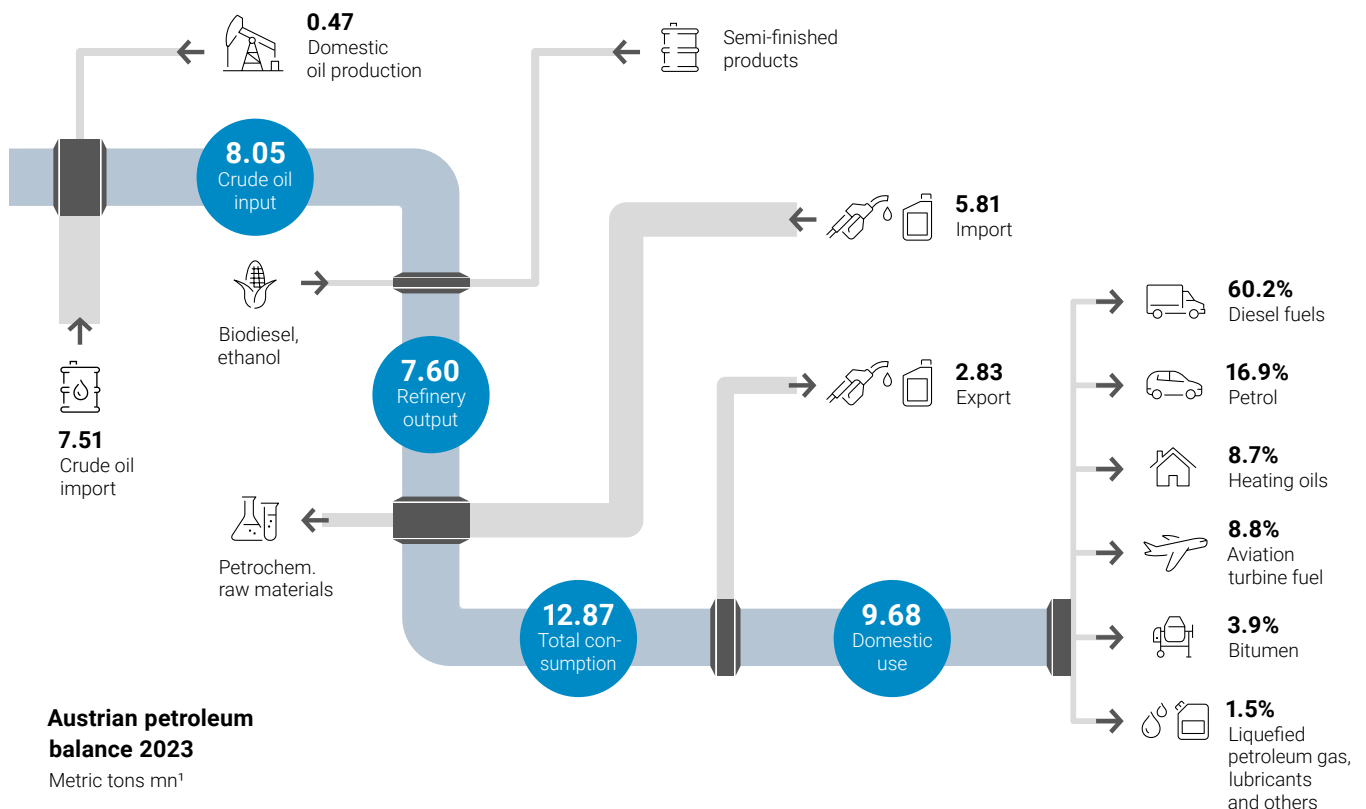 0.47
Domestic
oil production
Semi-finished
products
8.05
Crude oil
input
5.81
Import
Biodiesel,
ethanol
60.2%
Diesel fuels
7.60
Refinery
output
2.83
Export
16.9%
Petrol
7.51
Crude oil
import
8.7%
Heating oils
Petrochem.
raw materials
8.8%
Aviation
turbine fuel
12.87
Total con-
sumption
9.68
Domestic
use
3.9%
Bitumen
1.5%
Liquefied
petroleum gas,
lubricants
and others
Austrian petroleum
balance 2023
Metric tons mn¹